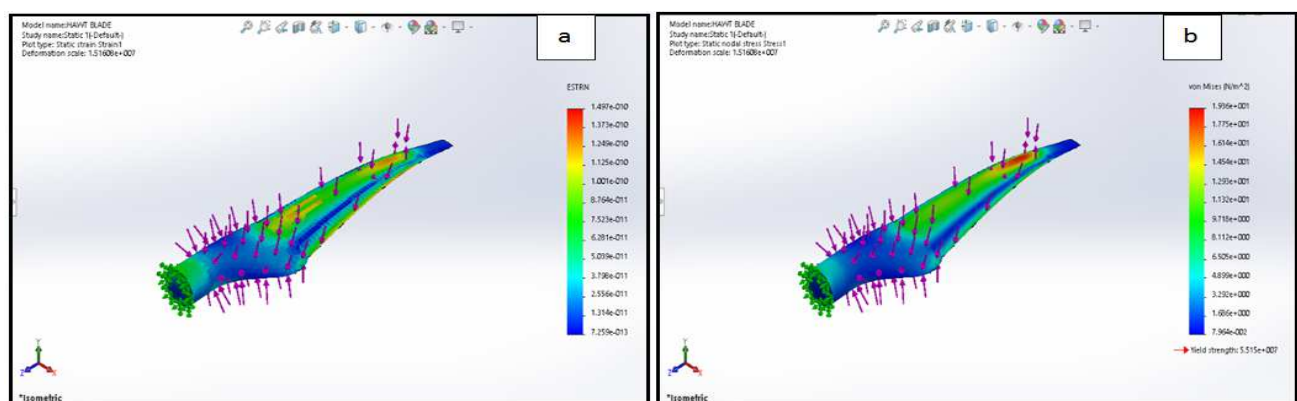 Model name:HAWT BLADE
Study name:Static 1(-Default-)
Plot type: Static strain Strain1
Deformation scale: 1.51608e+007
a
ESTRN
1.497e-010
1.373e-010
1.249e-010
1.125e-010
1.001e-010
8.764e-011
7.523e-011
6.281e-011
5.039e-011
3.798e-011
2.556e-011
1.314e-011
7.259e-013
Y
Z
X
*Isometric
Model name:HAWT BLADE
Study name:Static 1(-Default-)
Plot type: Static nodal stress Stress1
Deformation scale: 1.51608e+007
b
von Mises (N/m^2)
1.936e+001
1.775e+001
1.614e+001
1.454e+001
1.293e+001
1.132e+001
9.718e+000
8.112e+000
6.505e+000
4.899e+000
3.292e+000
1.686e+000
7.964e-002
Yield strength: 5.515e+007
Y
Z
X
*Isometric